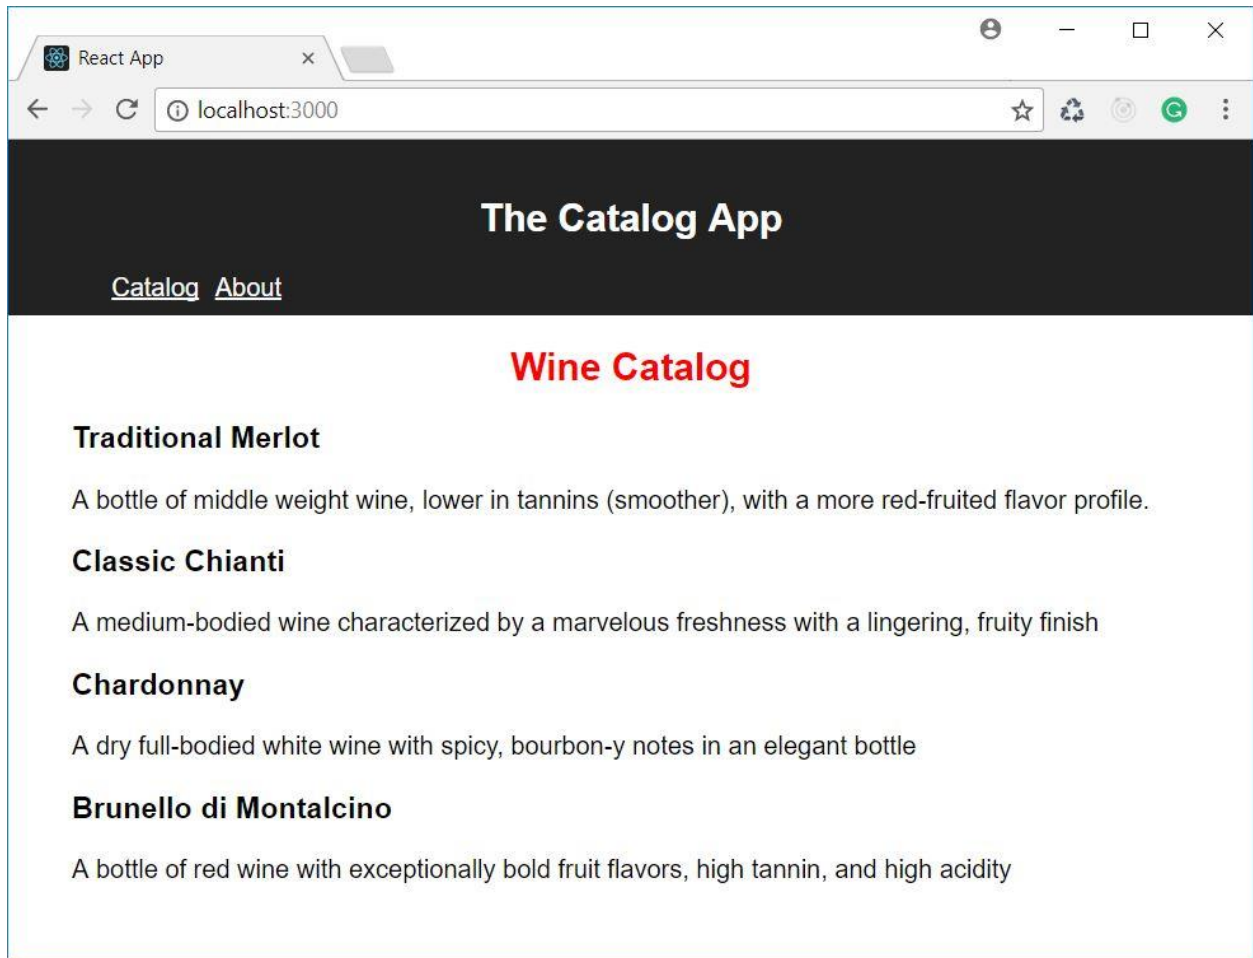 React App
localhost:3000
The Catalog App
Catalog About
Wine Catalog
Traditional Merlot
A bottle of middle weight wine, lower in tannins (smoother), with a more red-fruited flavor profile.
Classic Chianti
A medium-bodied wine characterized by a marvelous freshness with a lingering, fruity finish
Chardonnay
A dry full-bodied white wine with spicy, bourbon-y notes in an elegant bottle
Brunello di Montalcino
A bottle of red wine with exceptionally bold fruit flavors, high tannin, and high acidity